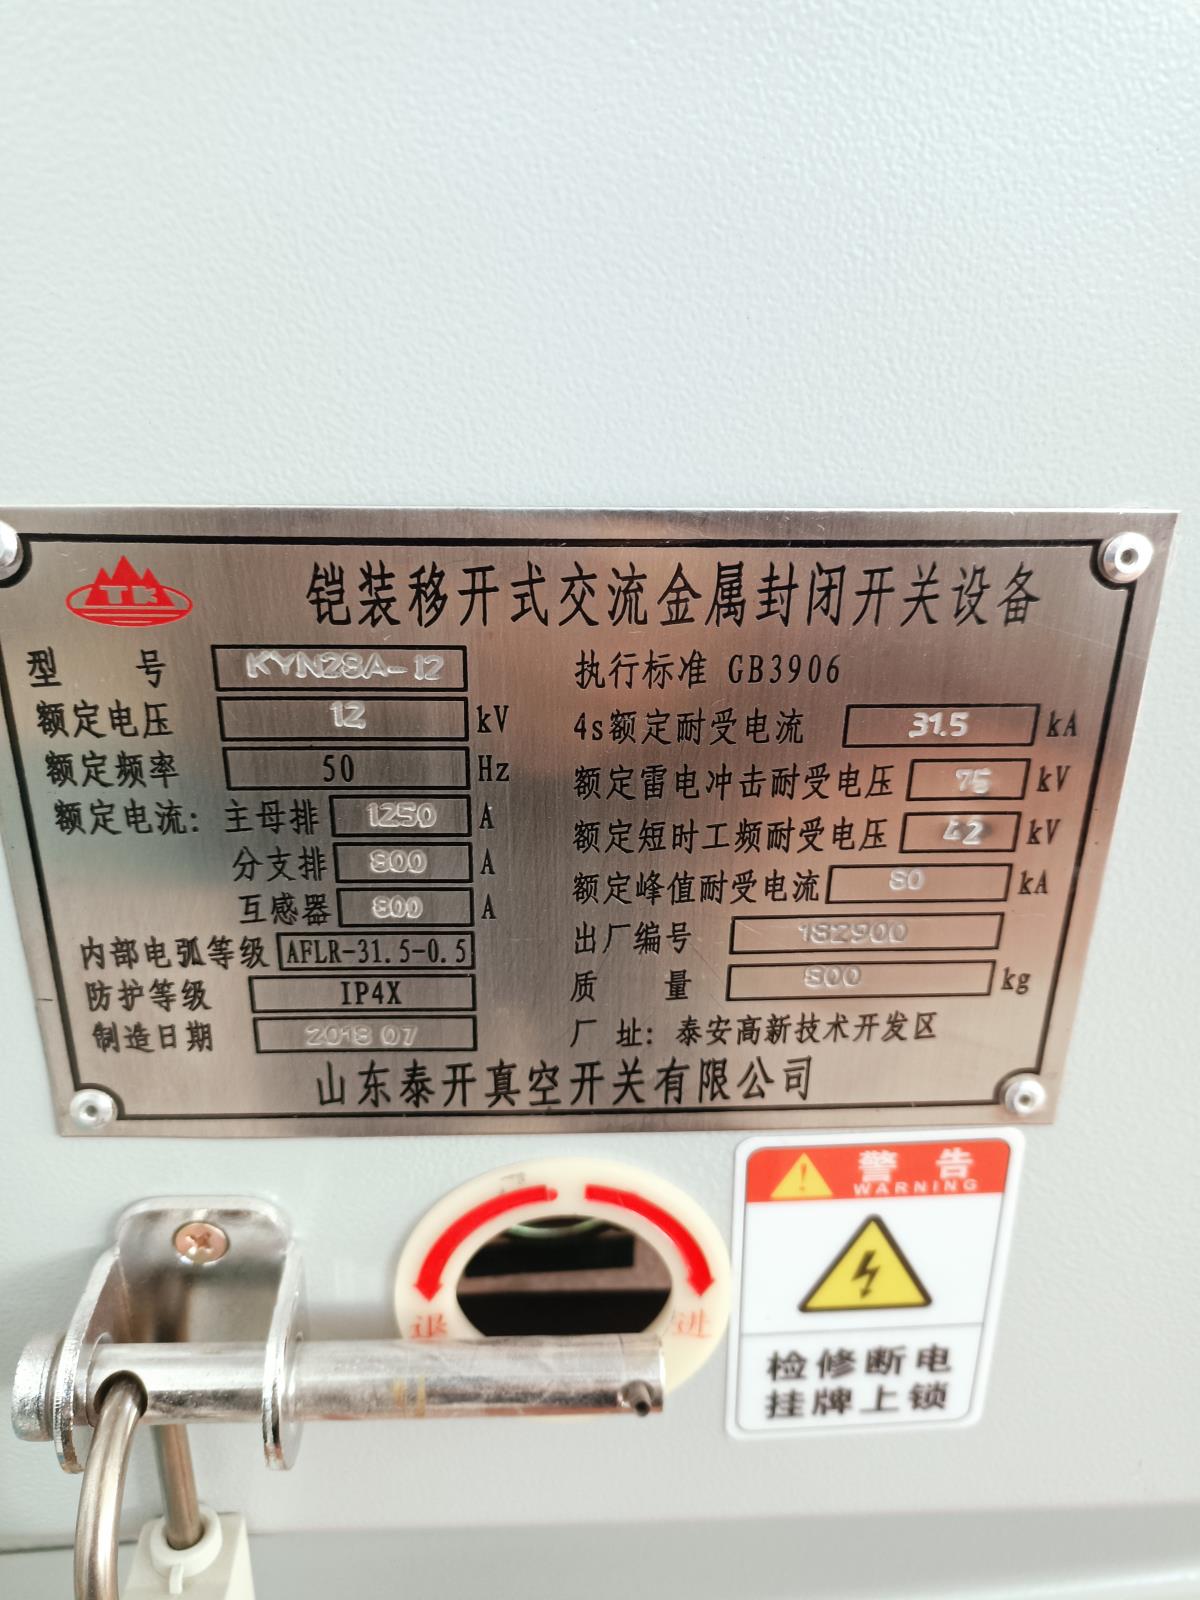 TK
铠装移开式交流金属封闭开关设备
型 号 KYN28A-12
额定电压 12 kV
额定频率 50 Hz
额定电流: 主母排 1250 A
分支排 800 A
互感器 800 A
内部电弧等级 AFLR-31.5-0.5
防护等级 IP4X
制造日期 2018 07
执行标准 GB3906
4s额定耐受电流 31.5 kA
额定雷电冲击耐受电压 75 kV
额定短时工频耐受电压 42 kV
额定峰值耐受电流 80 kA
出厂编号 182900
质 量 800 kg
厂 址: 泰安高新技术开发区
山东泰开真空开关有限公司
退 进
警告
WARNING
检修断电
挂牌上锁